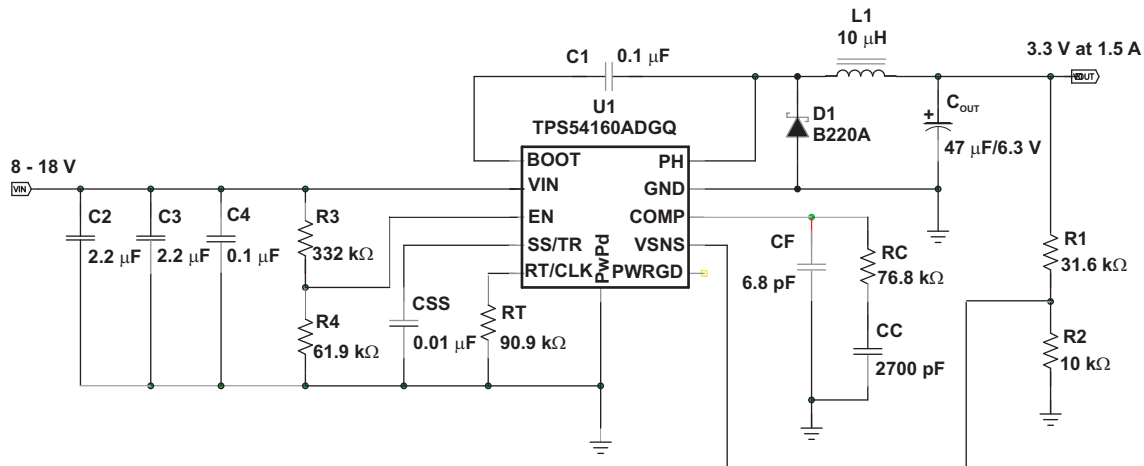 L1
10 μH
3.3 V at 1.5 A
C1
0.1 μF
U1
TPS54160ADGQ
D1
B220A
C_OUT
+
47 μF/6.3 V
8 - 18 V
VIN
BOOT
VIN
EN
SS/TR
RT/CLK
PwPd
PH
GND
COMP
VSNS
PWRGD
C2
2.2 μF
C3
2.2 μF
C4
0.1 μF
R3
332 kΩ
R4
61.9 kΩ
CSS
0.01 μF
RT
90.9 kΩ
CF
6.8 pF
RC
76.8 kΩ
CC
2700 pF
R1
31.6 kΩ
R2
10 kΩ